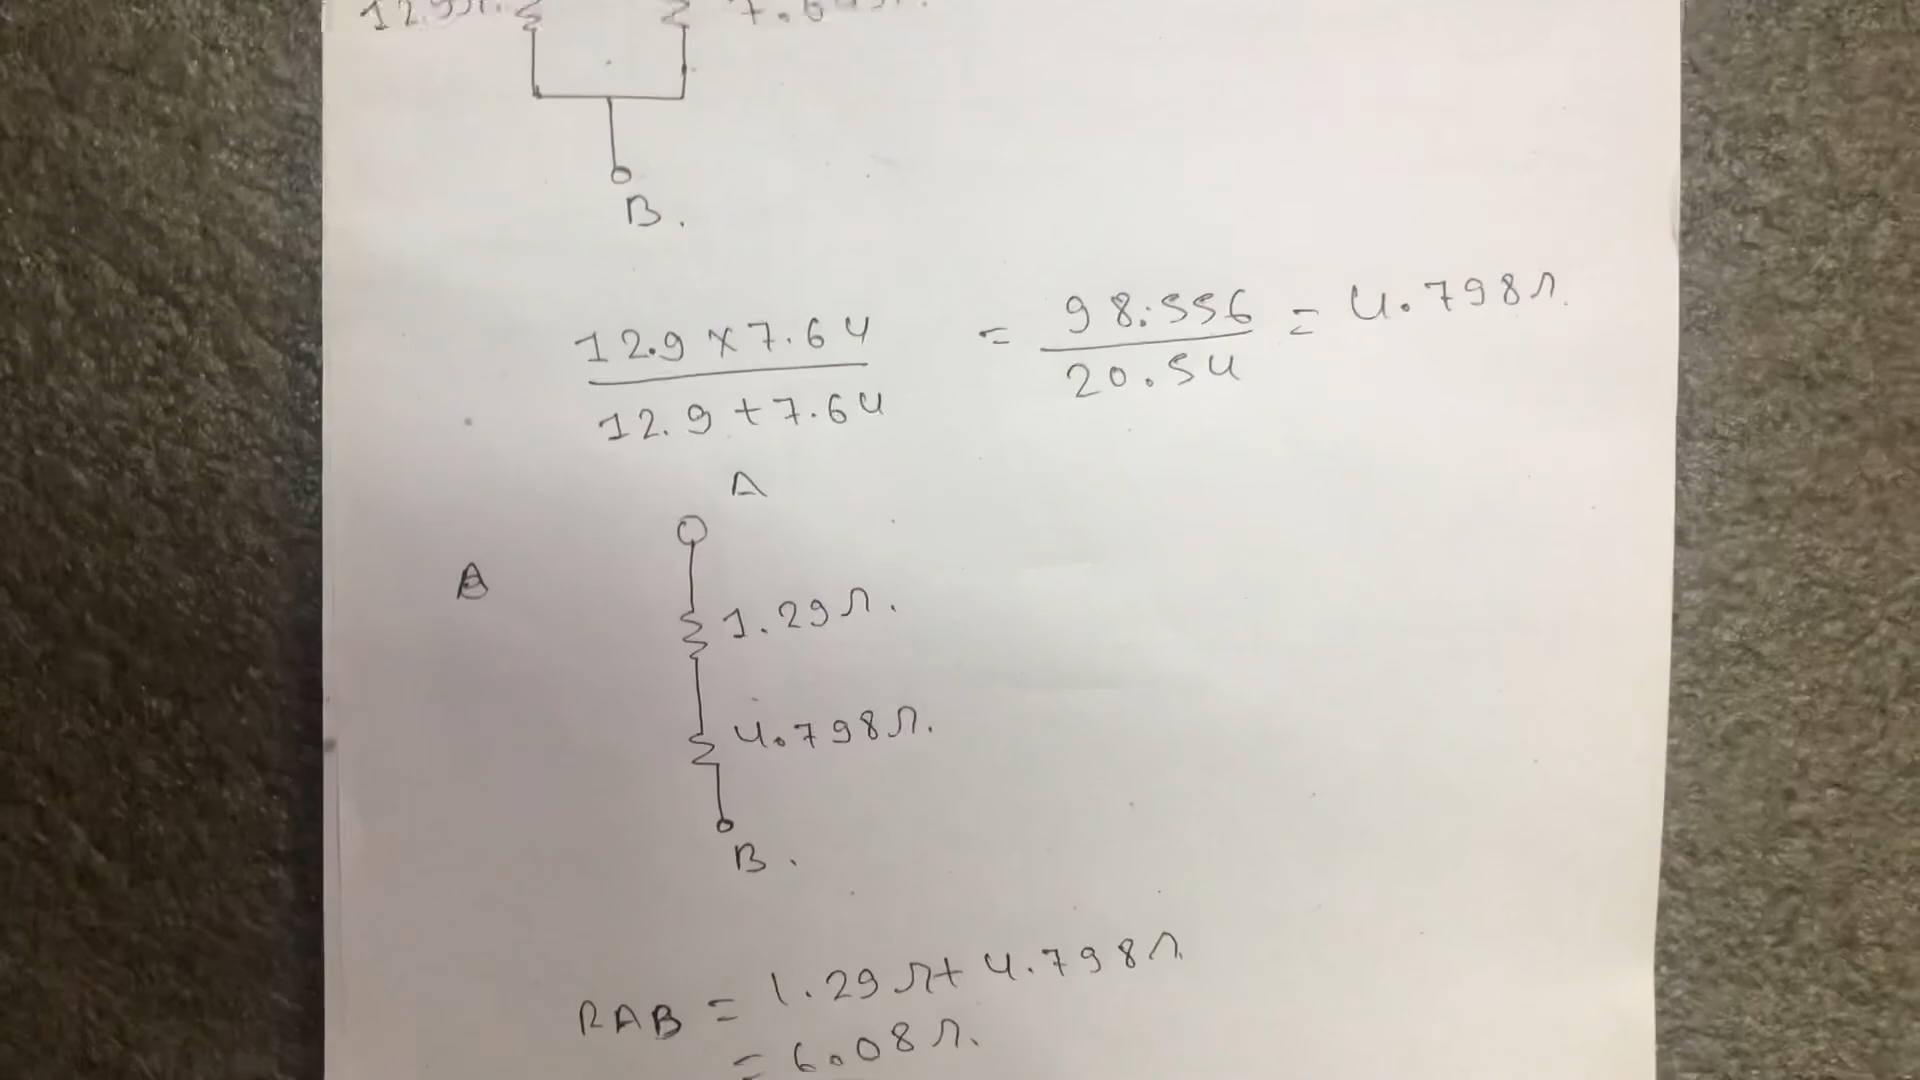 B.
12.9 × 7.64 / 12.9 + 7.64 = 98.556 / 20.54 = 4.798Ω.
A
A
1.29Ω.
4.798Ω.
B.
RAB = 1.29Ω + 4.798Ω
= 6.08Ω.